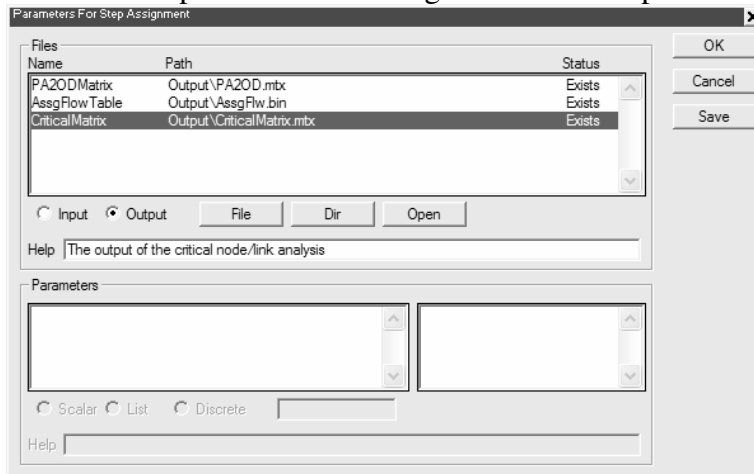 Parameters For Step Assignment
Files
Name Path Status
PA2ODMatrix Output\PA2OD.mtx Exists
AssgFlowTable Output\AssgFlw.bin Exists
CriticalMatrix Output\CriticalMatrix.mtx Exists
Input Output File Dir Open
Help The output of the critical node/link analysis
OK
Cancel
Save
Parameters
Scalar List Discrete
Help